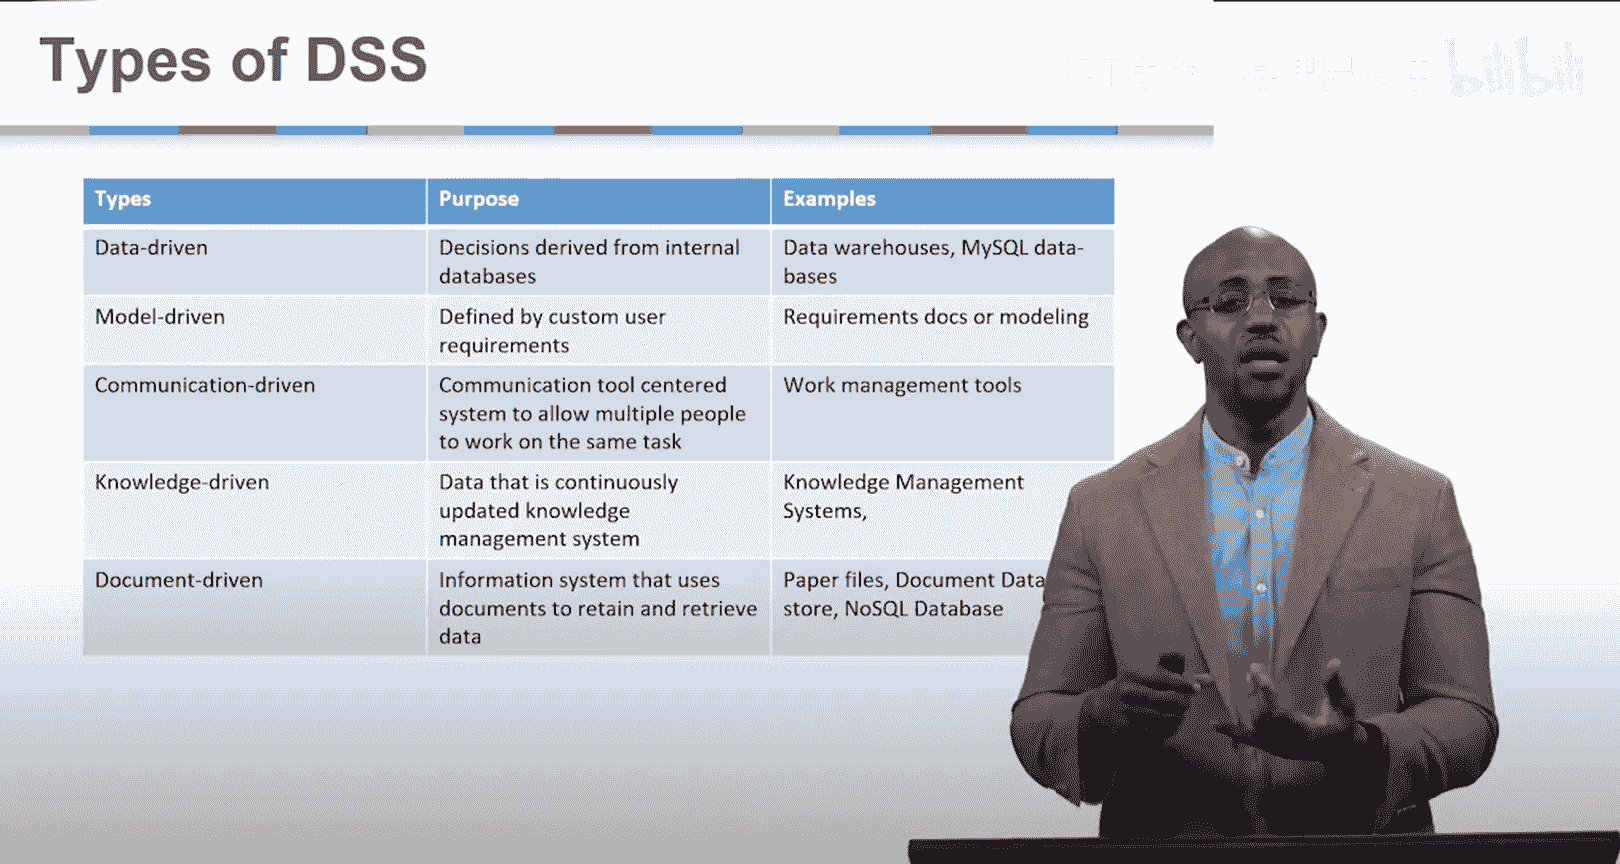 Types of DSS
bilibili
Types Purpose Examples
Data-driven
Decisions derived from internal
databases
Data warehouses, MySQL data-
bases
Model-driven
Defined by custom user
requirements
Requirements docs or modeling
Communication-driven
Communication tool centered
system to allow multiple people
to work on the same task
Work management tools
Knowledge-driven
Data that is continuously
updated knowledge
management system
Knowledge Management
Systems,
Document-driven
Information system that uses
documents to retain and retrieve
data
Paper files, Document Data
store, NoSQL Database